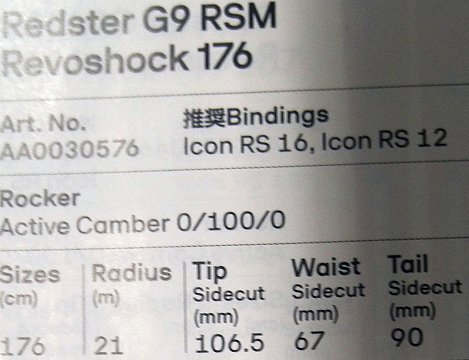 Redster G9 RSM
Revoshock 176
Art. No. 推奨Bindings
AA0030576 Icon RS 16, Icon RS 12
Rocker
Active Camber 0/100/0
Sizes Radius Tip Waist Tail
(cm) (m) Sidecut Sidecut Sidecut
(mm) (mm) (mm)
176 21 106.5 67 90